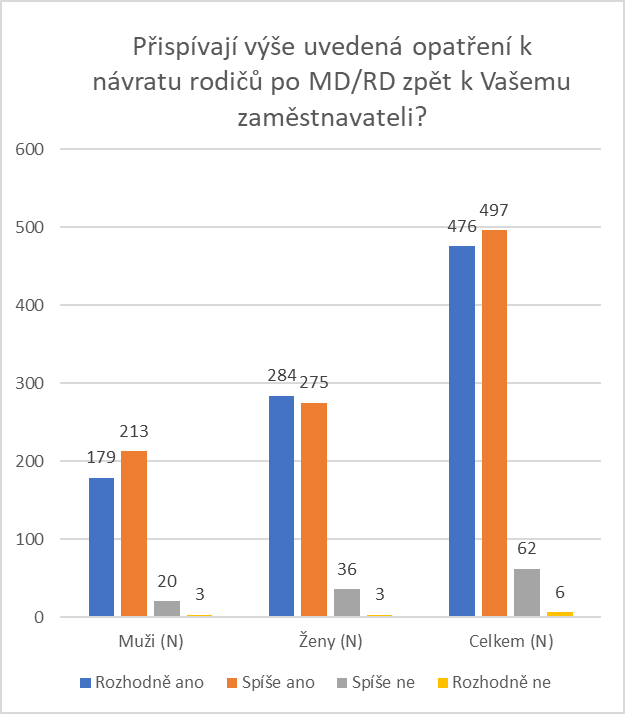 Přispívají výše uvedená opatření k
návratu rodičů po MD/RD zpět k Vašemu
zaměstnavateli?
600
500
400
300
200
100
0
179
213
20
3
284
275
36
3
476
497
62
6
Muži (N)
Ženy (N)
Celkem (N)
Rozhodně ano
Spíše ano
Spíše ne
Rozhodně ne